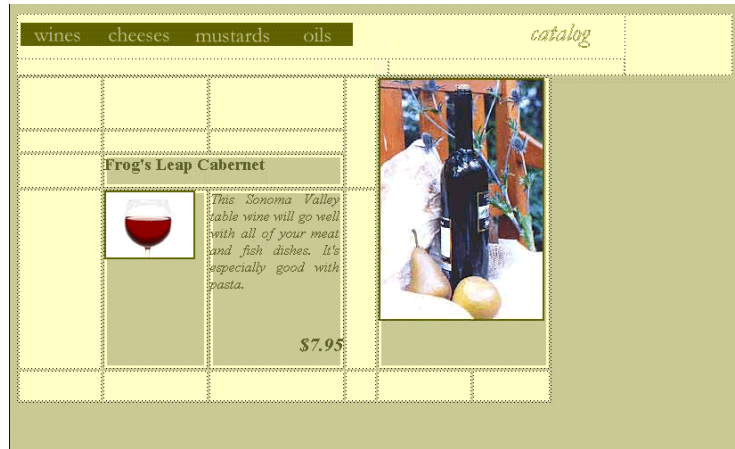 wines cheeses mustards oils catalog
Frog's Leap Cabernet
This Sonoma Valley
table wine will go well
with all of your meat
and fish dishes. It's
especially good with
pasta.
$7.95